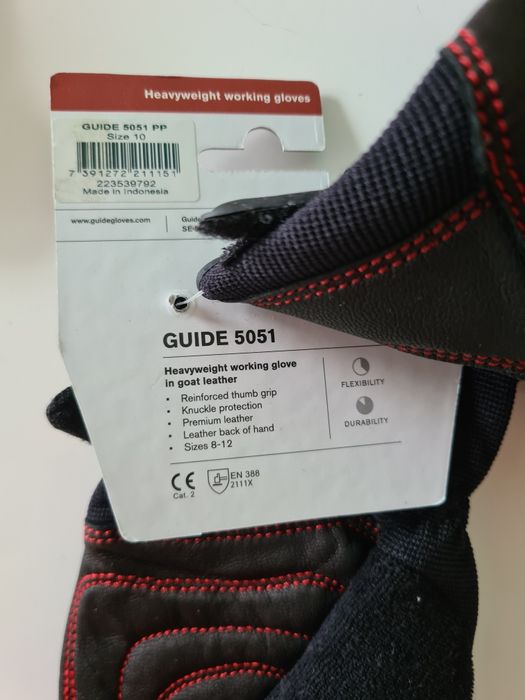 Heavyweight working gloves
GUIDE 5051 PP
Size 10
7 391272 211151
223539792
Made in Indonesia
www.guidegloves.com
GUIDE 5051
Heavyweight working glove
in goat leather
• Reinforced thumb grip
• Knuckle protection
• Premium leather
• Leather back of hand
• Sizes 8-12
FLEXIBILITY
DURABILITY
CE
Cat. 2
EN 388
2111X